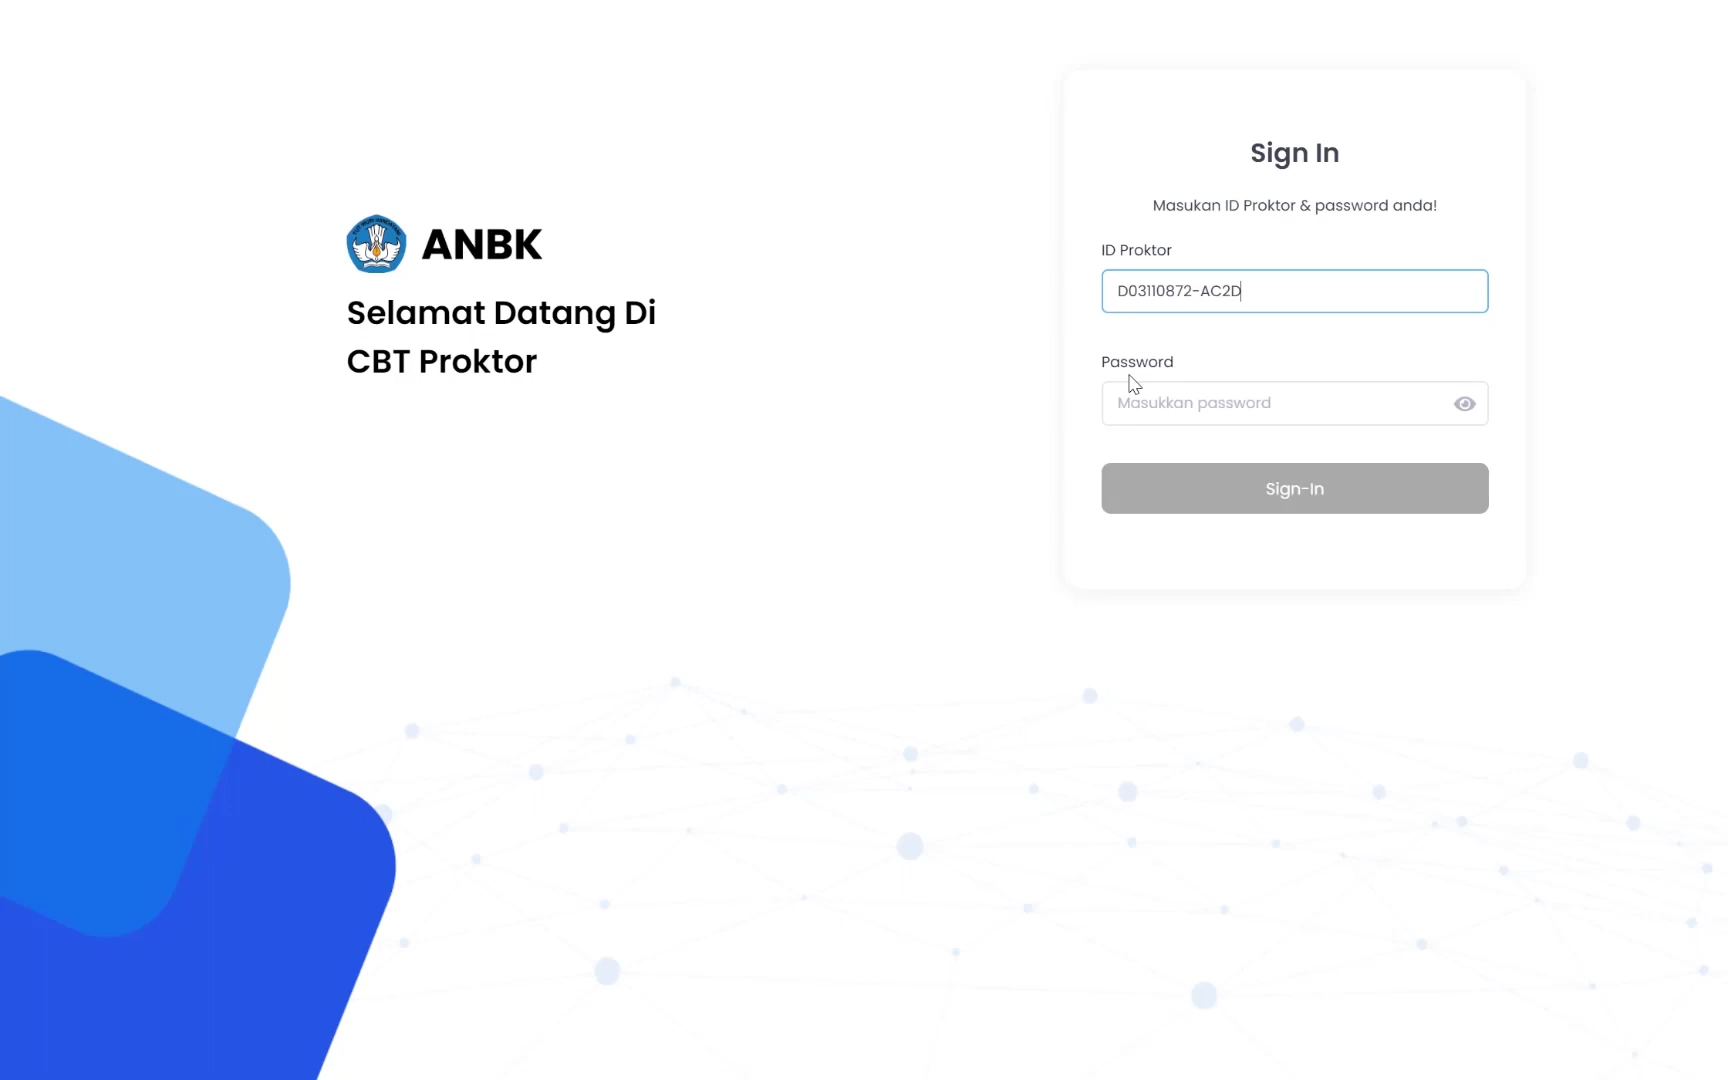 ANBK
Selamat Datang Di
CBT Proktor
Sign In
Masukan ID Proktor & password anda!
ID Proktor
D03110872-AC2D
Password
Masukkan password
Sign-In